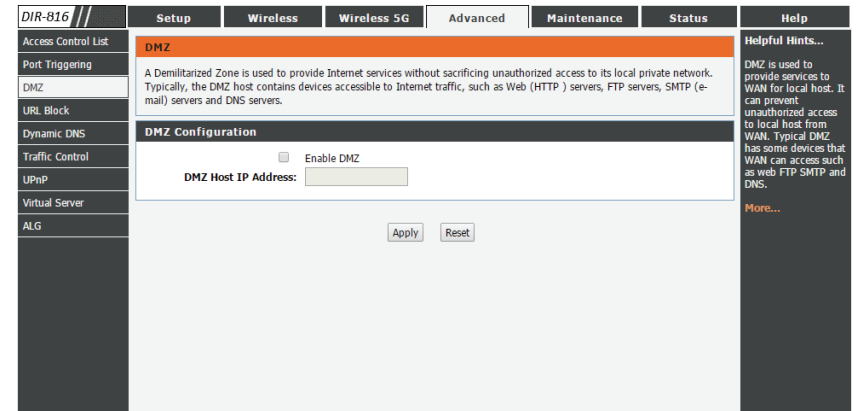 DIR-816
Setup Wireless Wireless 5G Advanced Maintenance Status Help
Access Control List
Port Triggering
DMZ
URL Block
Dynamic DNS
Traffic Control
UPnP
Virtual Server
ALG
DMZ
A Demilitarized Zone is used to provide Internet services without sacrificing unauthorized access to its local private network.
Typically, the DMZ host contains devices accessible to Internet traffic, such as Web (HTTP ) servers, FTP servers, SMTP (e-
mail) servers and DNS servers.
DMZ Configuration
Enable DMZ
DMZ Host IP Address:
Apply Reset
Helpful Hints...
DMZ is used to
provide services to
WAN for local host. It
can prevent
unauthorized access
to local host from
WAN. Typical DMZ
has some devices that
WAN can access such
as web FTP SMTP and
DNS.
More...